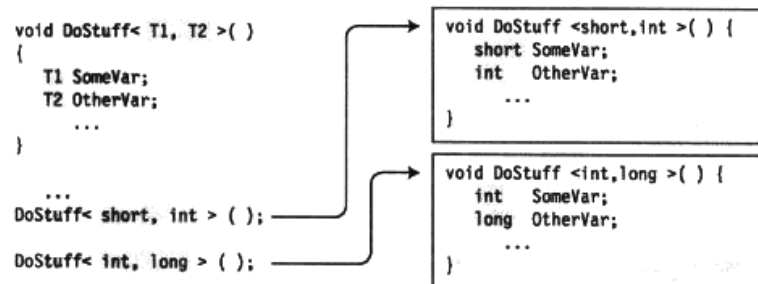 void DoStuff< T1, T2 >( )
{
T1 SomeVar;
T2 OtherVar;
...
}
...
DoStuff< short, int > ( );
DoStuff< int, long > ( );
void DoStuff <short,int >( ) {
short SomeVar;
int OtherVar;
...
}
void DoStuff <int,long >( ) {
int SomeVar;
long OtherVar;
...
}